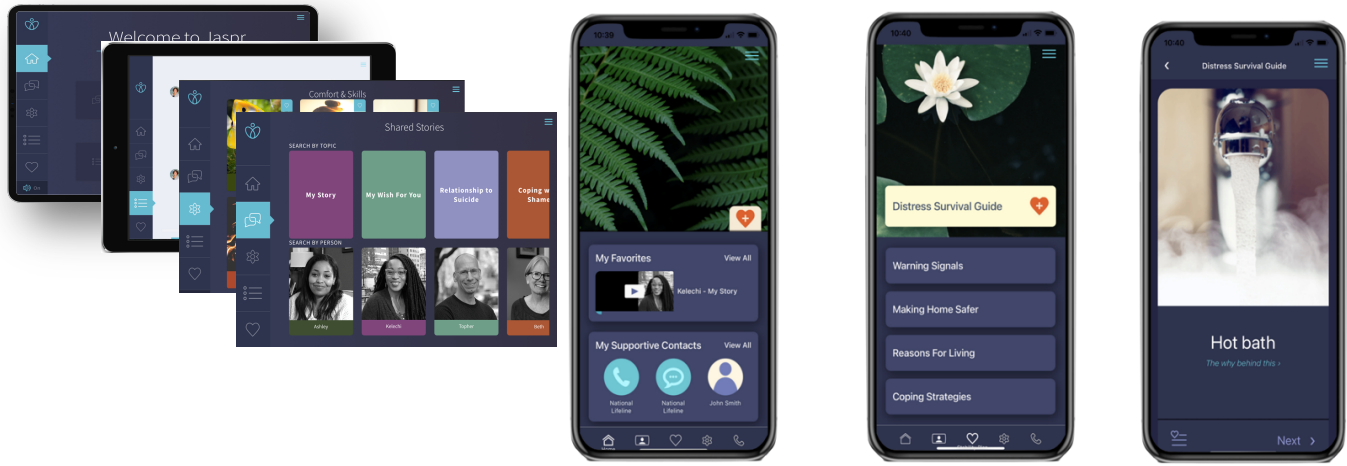 Welcome to Jaspr
On
Comfort & Skills
Shared Stories
SEARCH BY TOPIC
My Story
My Wish For You
Relationship to
Suicide
Coping w
Shame
SEARCH BY PERSON
Ashley
Kelechi
Topher
Beth
10:39
My Favorites
View All
Kelechi - My Story
My Supportive Contacts
View All
National
Lifeline
National
Lifeline
John Smith
10:40
Distress Survival Guide
Warning Signals
Making Home Safer
Reasons For Living
Coping Strategies
10:40
Distress Survival Guide
Hot bath
The why behind this ›
Next